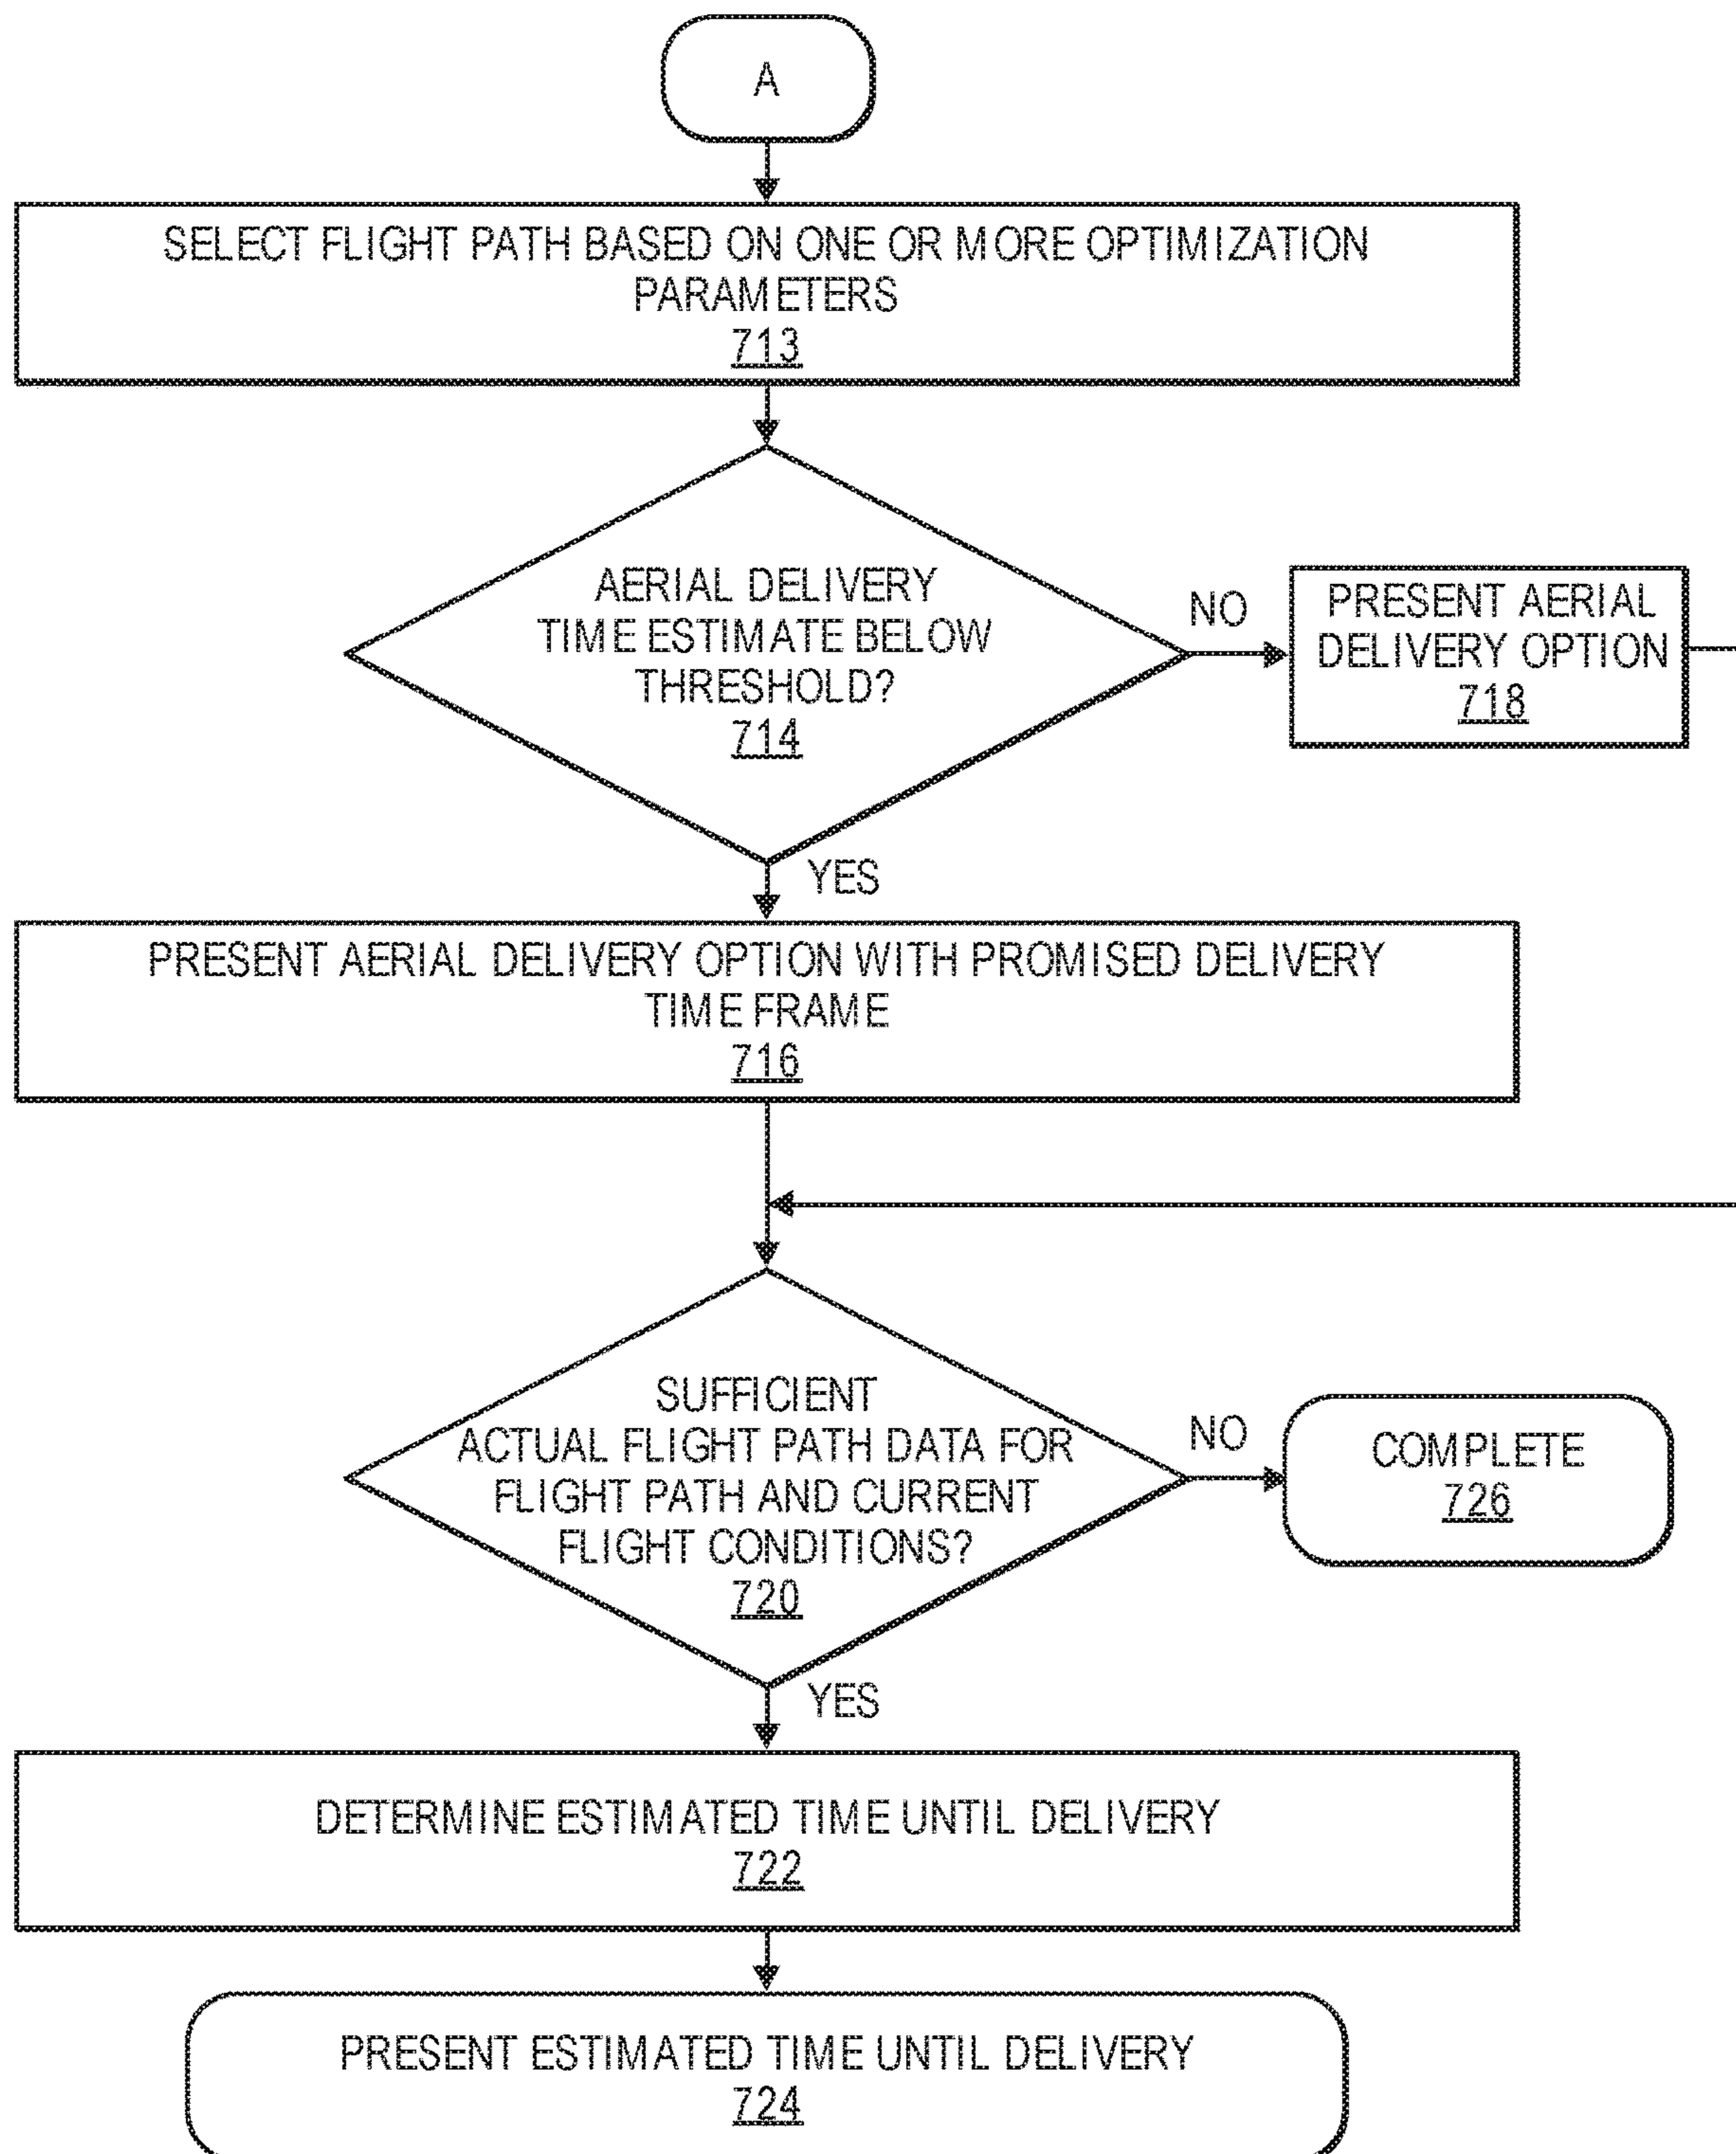 A
SELECT FLIGHT PATH BASED ON ONE OR MORE OPTIMIZATION
PARAMETERS
713
AERIAL DELIVERY
TIME ESTIMATE BELOW
THRESHOLD?
714
NO
PRESENT AERIAL
DELIVERY OPTION
718
YES
PRESENT AERIAL DELIVERY OPTION WITH PROMISED DELIVERY
TIME FRAME
716
SUFFICIENT
ACTUAL FLIGHT PATH DATA FOR
FLIGHT PATH AND CURRENT
FLIGHT CONDITIONS?
720
NO
COMPLETE
726
YES
DETERMINE ESTIMATED TIME UNTIL DELIVERY
722
PRESENT ESTIMATED TIME UNTIL DELIVERY
724